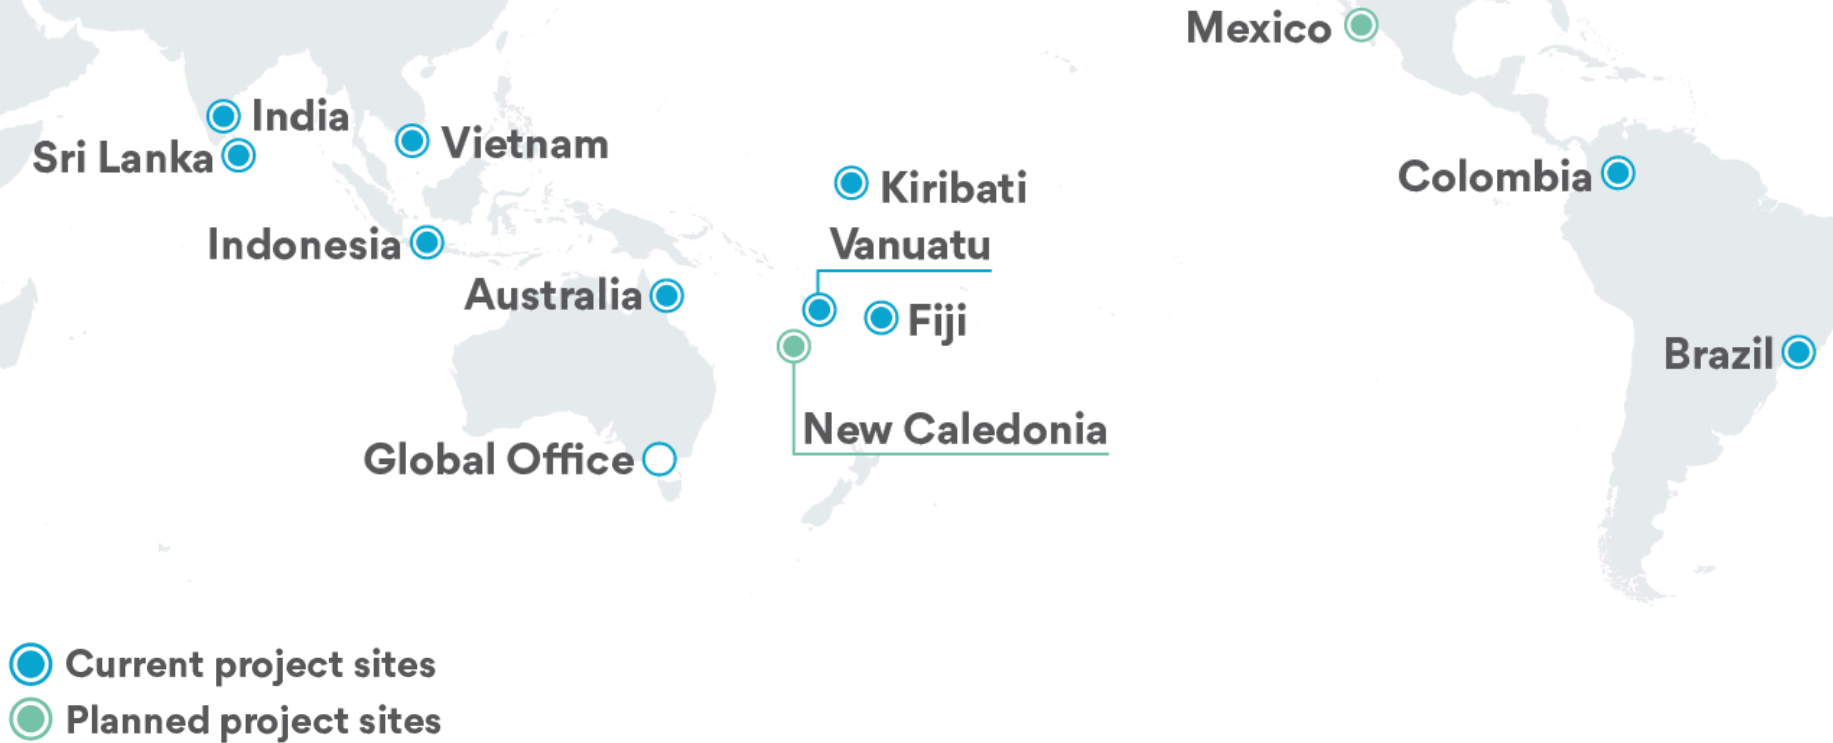 Mexico
India
Sri Lanka
Vietnam
Colombia
Kiribati
Indonesia
Vanuatu
Australia
Fiji
Brazil
New Caledonia
Global Office
Current project sites
Planned project sites